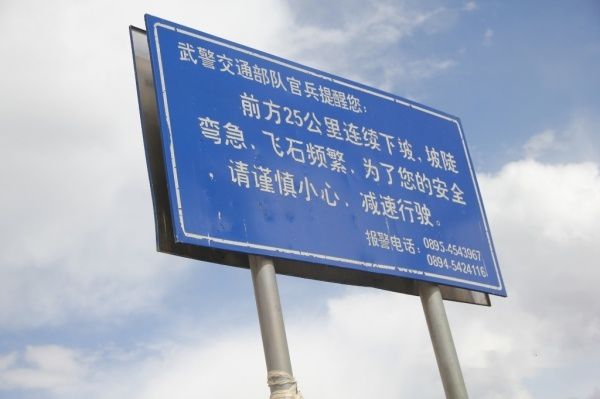 武警交通部队官兵提醒您：
前方25公里连续下坡、坡陡
弯急、飞石频繁、为了您的安全
，请谨慎小心、减速行驶。
报警电话：0895-4543967
0894-5424116